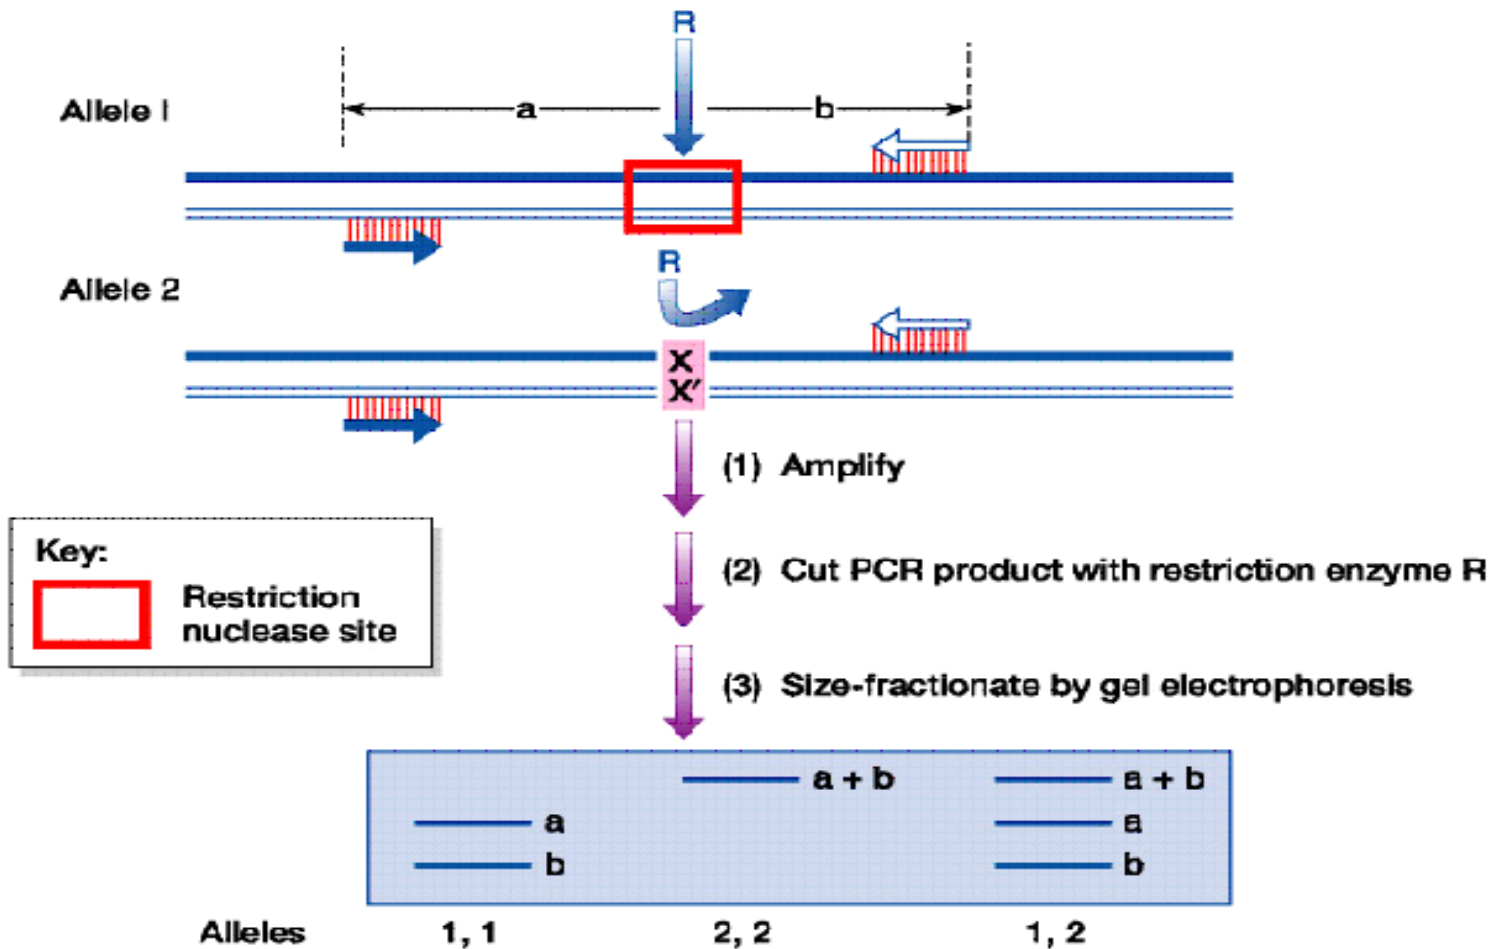 R
Allele 1
a
b
Allele 2
R
X
X′
(1) Amplify
Key:
Restriction
nuclease site
(2) Cut PCR product with restriction enzyme R
(3) Size-fractionate by gel electrophoresis
a + b
a + b
a
a
b
b
Alleles 1, 1 2, 2 1, 2